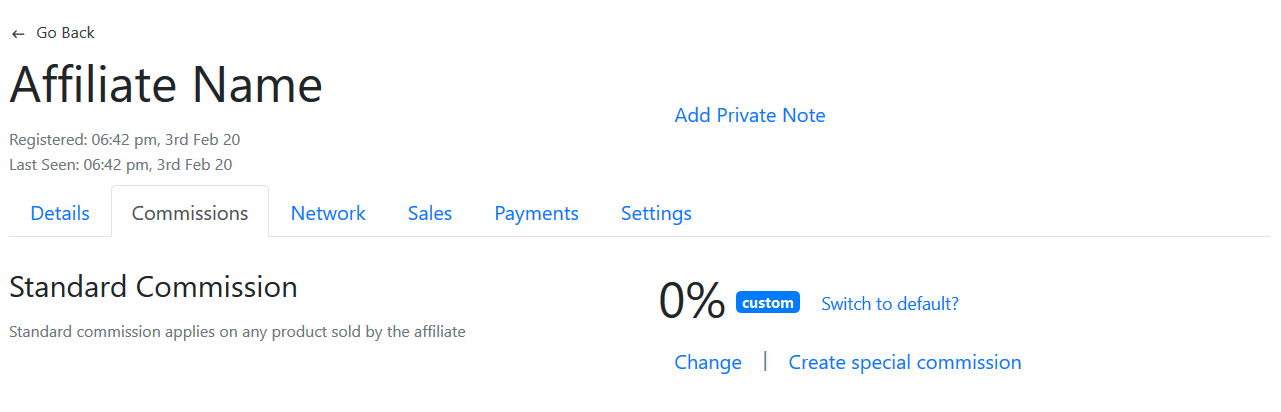 ← Go Back
Affiliate Name
Add Private Note
Registered: 06:42 pm, 3rd Feb 20
Last Seen: 06:42 pm, 3rd Feb 20
Details Commissions Network Sales Payments Settings
Standard Commission
0% custom Switch to default?
Standard commission applies on any product sold by the affiliate
Change | Create special commission